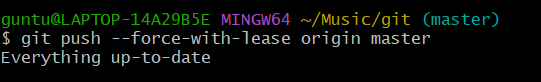 guntu@LAPTOP-14A29B5E MINGW64 ~/Music/git (master)
$ git push --force-with-lease origin master
Everything up-to-date